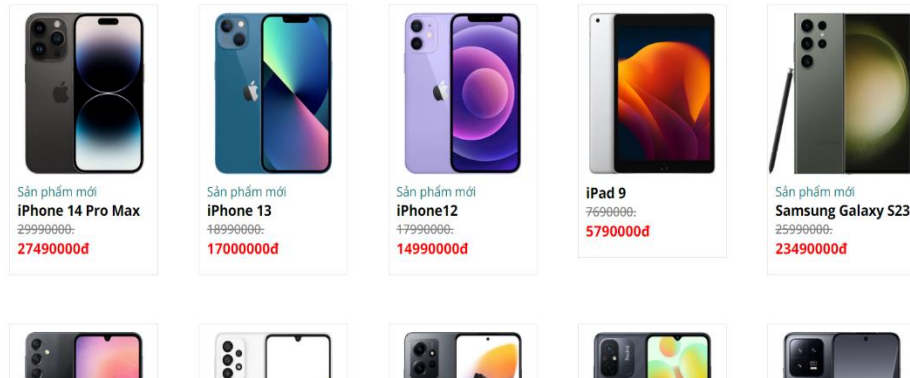 Sản phẩm mới
iPhone 14 Pro Max
29990000.
27490000đ
Sản phẩm mới
iPhone 13
18990000.
17000000đ
Sản phẩm mới
iPhone12
17990000.
14990000đ
iPad 9
7690000.
5790000đ
Sản phẩm mới
Samsung Galaxy S23
25990000.
23490000đ